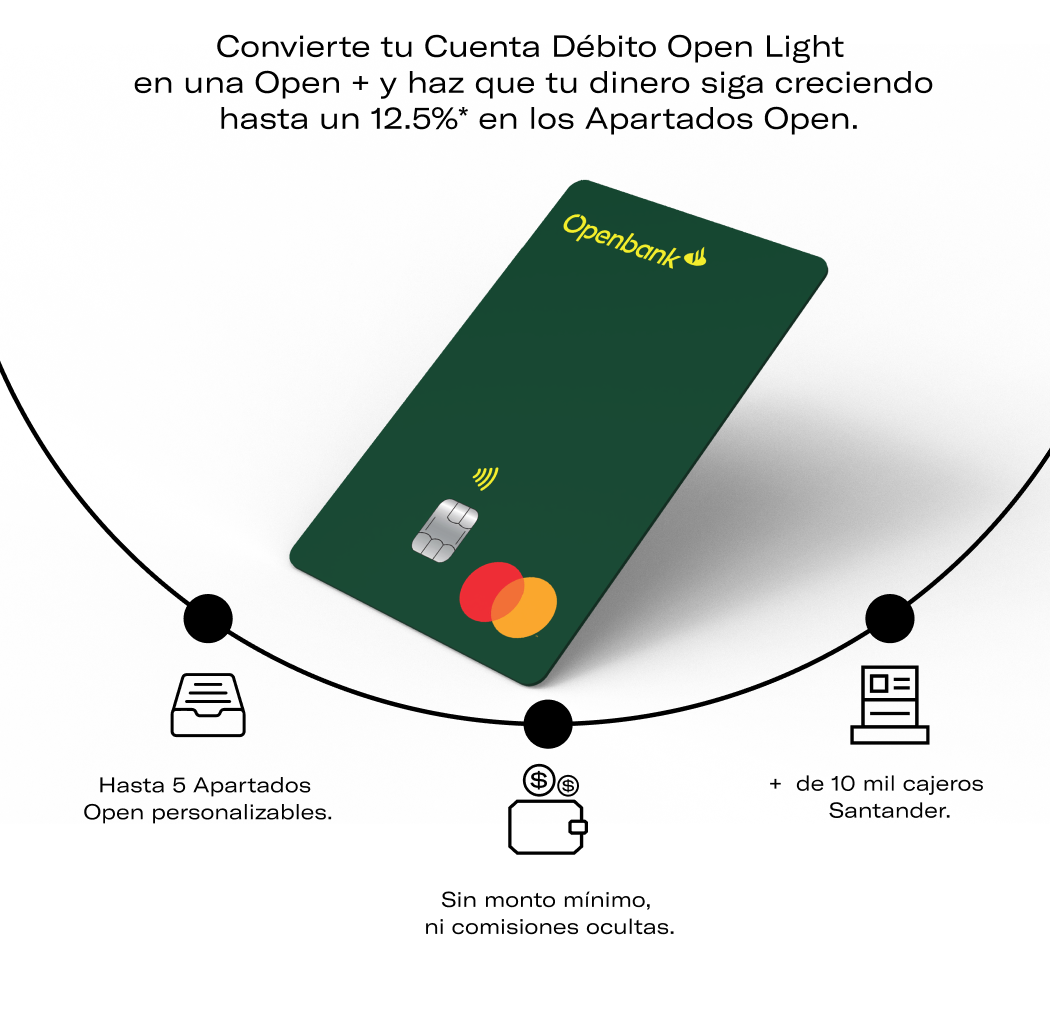 Convierte tu Cuenta Débito Open Light
en una Open + y haz que tu dinero siga creciendo
hasta un 12.5%* en los Apartados Open.
Openbank
Hasta 5 Apartados
Open personalizables.
$ $
Sin monto mínimo,
ni comisiones ocultas.
+ de 10 mil cajeros
Santander.